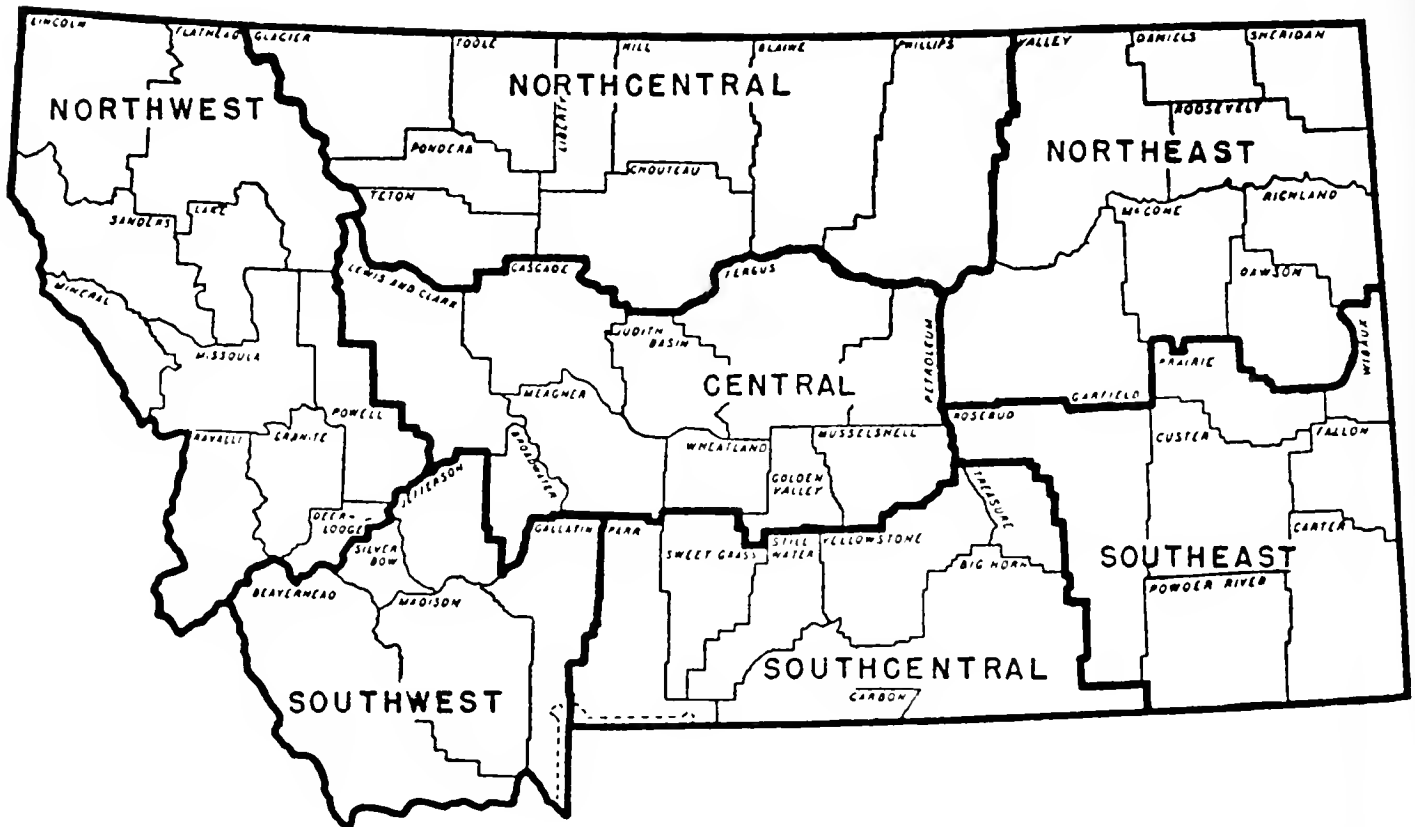 LINCOLN
FLATHEAD
GLACIER
TOOLE
HILL
BLAINE
PHILLIPS
VALLEY
DANIELS
SHERIDAN
NORTHWEST
NORTHCENTRAL
LIBERTY
ROOSEVELT
PONDERA
NORTHEAST
CHOUTEAU
TETON
SANDERS
LAKE
McCONE
RICHLAND
LEWIS AND CLARK
CASCADE
FERGUS
DAWSON
MINERAL
MISSOULA
JUDITH
BASIN
PETROLEUM
PRAIRIE
WIBAUX
CENTRAL
MEAGHER
GARFIELD
POWELL
ROSEBUD
RAVALLI
GRANITE
BROADWATER
WHEATLAND
MUSSELSHELL
CUSTER
FALLON
JEFFERSON
GOLDEN
VALLEY
TREASURE
DEER
LODGE
GALLATIN
PARK
CARTER
SILVER
BOW
SWEET GRASS
STILL
WATER
YELLOWSTONE
BIG HORN
SOUTHEAST
BEAVERHEAD
MADISON
POWDER RIVER
SOUTHCENTRAL
SOUTHWEST
CARBON